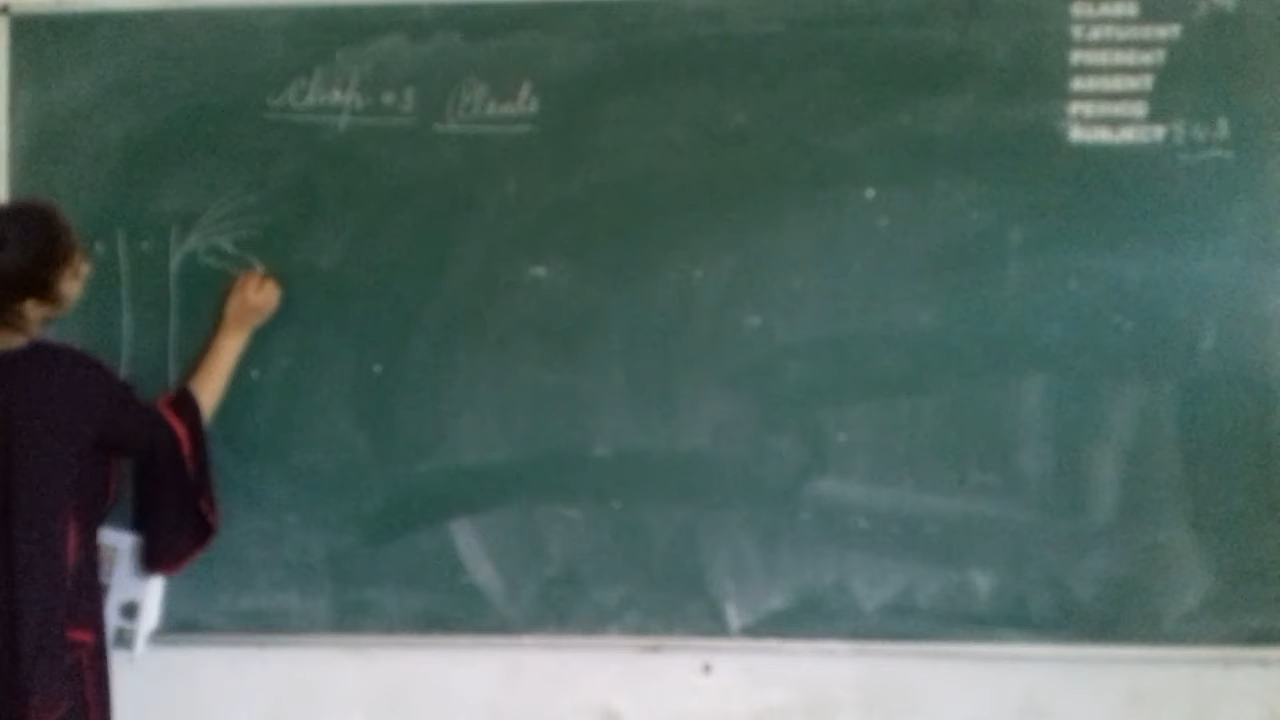 Chap = 3 Plants
CLASS
T.STUDENT
PRESENT
ABSENT
PERIOD
SUBJECT